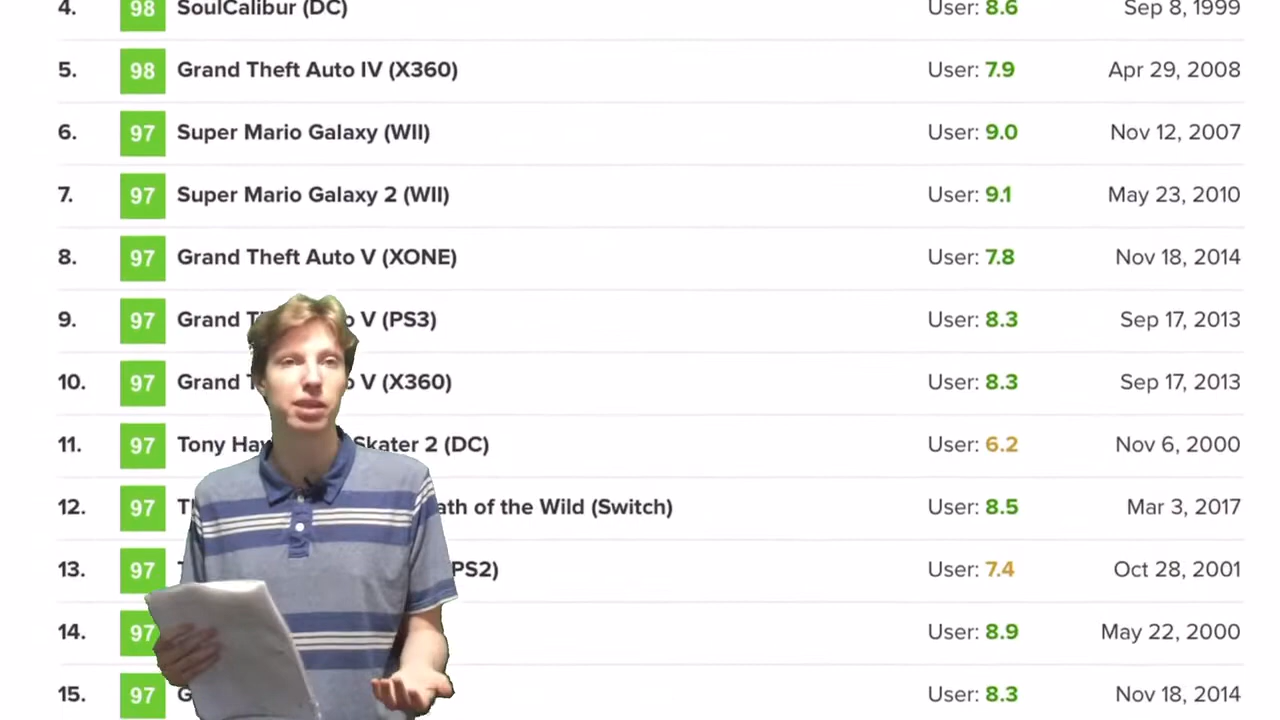 4. 98 SoulCalibur (DC) User: 8.6 Sep 8, 1999
5. 98 Grand Theft Auto IV (X360) User: 7.9 Apr 29, 2008
6. 97 Super Mario Galaxy (WII) User: 9.0 Nov 12, 2007
7. 97 Super Mario Galaxy 2 (WII) User: 9.1 May 23, 2010
8. 97 Grand Theft Auto V (XONE) User: 7.8 Nov 18, 2014
9. 97 Grand V (PS3) User: 8.3 Sep 17, 2013
10. 97 Grand V (X360) User: 8.3 Sep 17, 2013
11. 97 Tony Skater 2 (DC) User: 6.2 Nov 6, 2000
12. 97 of the Wild (Switch) User: 8.5 Mar 3, 2017
13. 97 PS2) User: 7.4 Oct 28, 2001
14. 97 User: 8.9 May 22, 2000
15. 97 User: 8.3 Nov 18, 2014